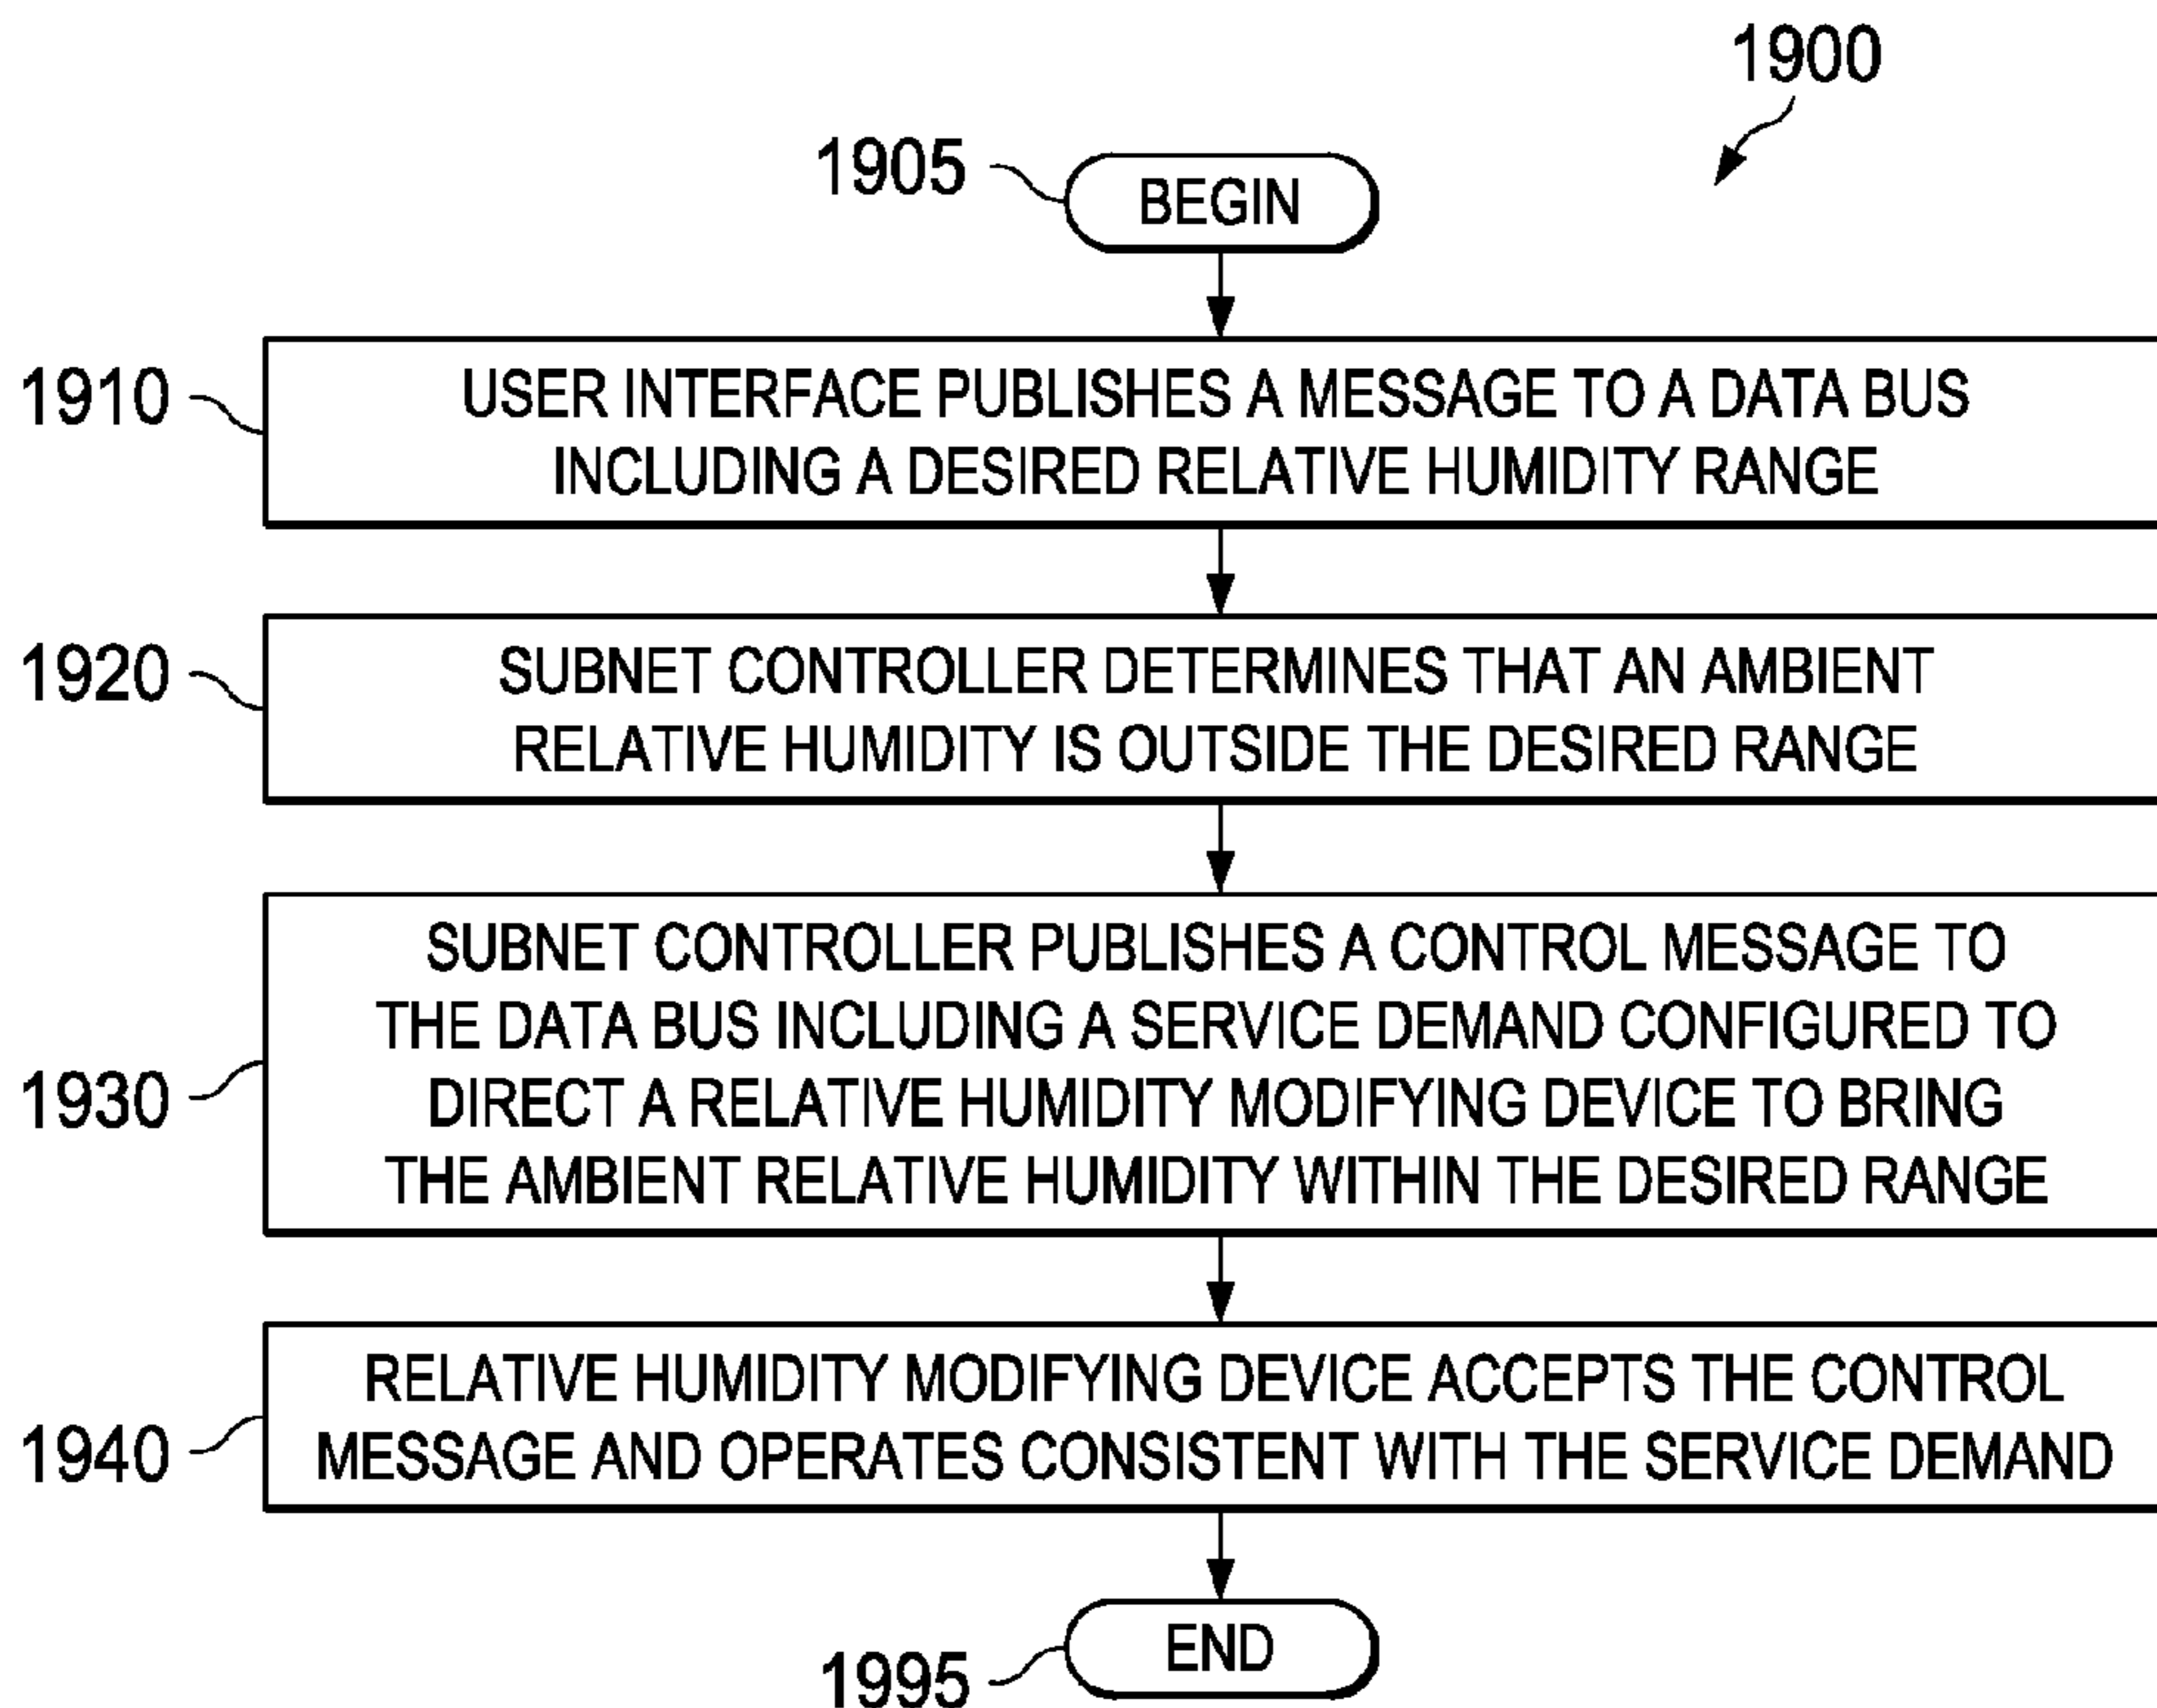 1900
1905
BEGIN
1910
USER INTERFACE PUBLISHES A MESSAGE TO A DATA BUS
INCLUDING A DESIRED RELATIVE HUMIDITY RANGE
1920
SUBNET CONTROLLER DETERMINES THAT AN AMBIENT
RELATIVE HUMIDITY IS OUTSIDE THE DESIRED RANGE
1930
SUBNET CONTROLLER PUBLISHES A CONTROL MESSAGE TO
THE DATA BUS INCLUDING A SERVICE DEMAND CONFIGURED TO
DIRECT A RELATIVE HUMIDITY MODIFYING DEVICE TO BRING
THE AMBIENT RELATIVE HUMIDITY WITHIN THE DESIRED RANGE
1940
RELATIVE HUMIDITY MODIFYING DEVICE ACCEPTS THE CONTROL
MESSAGE AND OPERATES CONSISTENT WITH THE SERVICE DEMAND
1995
END